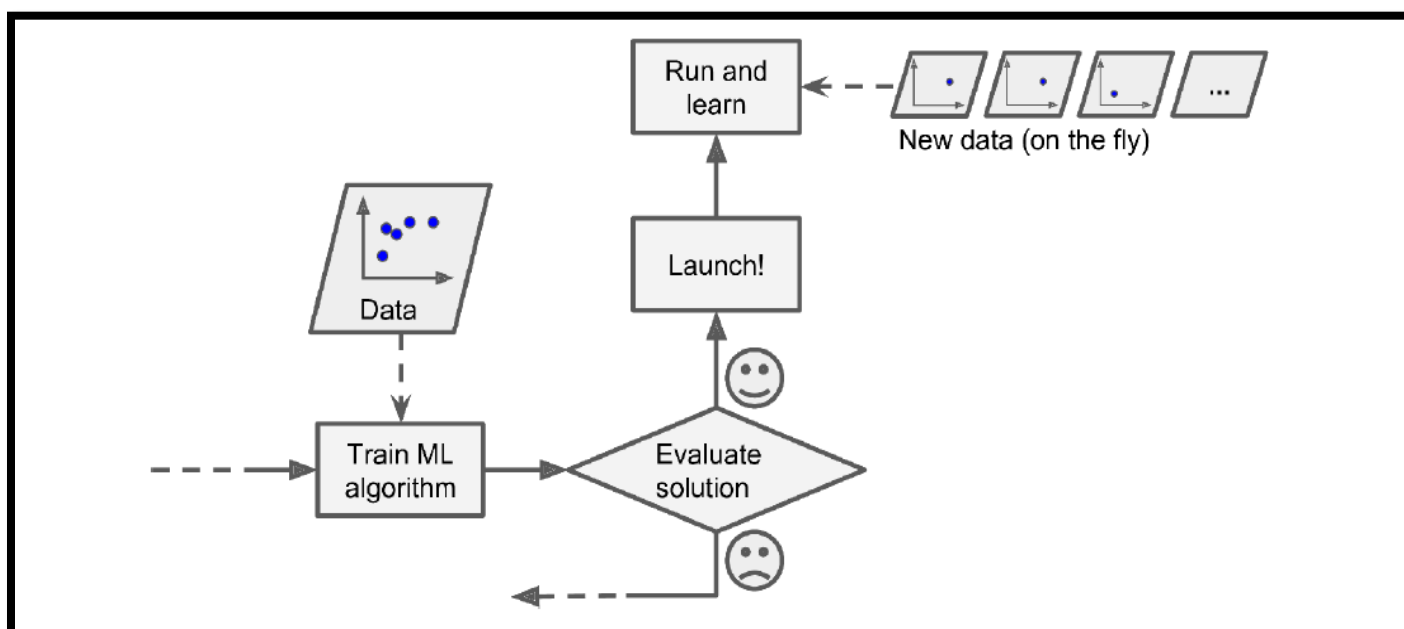 Run and
learn
...
New data (on the fly)
Launch!
Data
Train ML
algorithm
Evaluate
solution